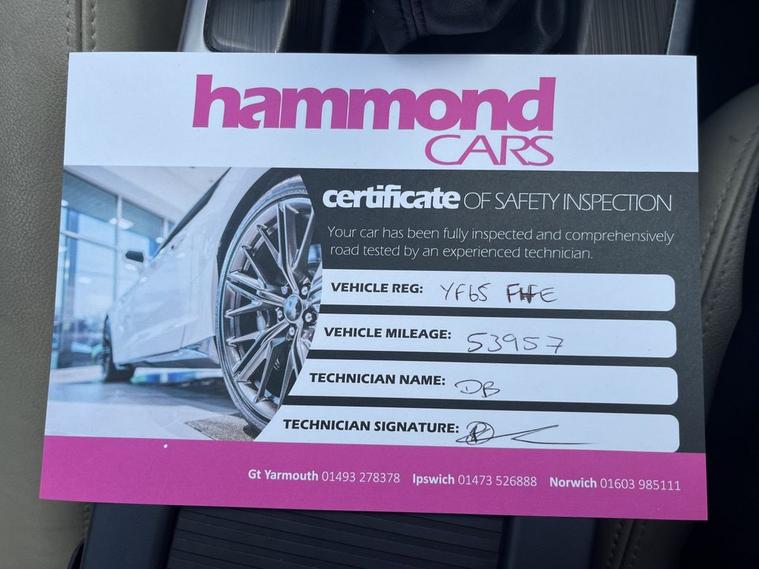 hammond
CARS
certificate OF SAFETY INSPECTION
Your car has been fully inspected and comprehensively
road tested by an experienced technician.
VEHICLE REG: YF65 FHE
VEHICLE MILEAGE: 53957
TECHNICIAN NAME: DB
TECHNICIAN SIGNATURE:
Gt Yarmouth 01493 278378 Ipswich 01473 526888 Norwich 01603 985111